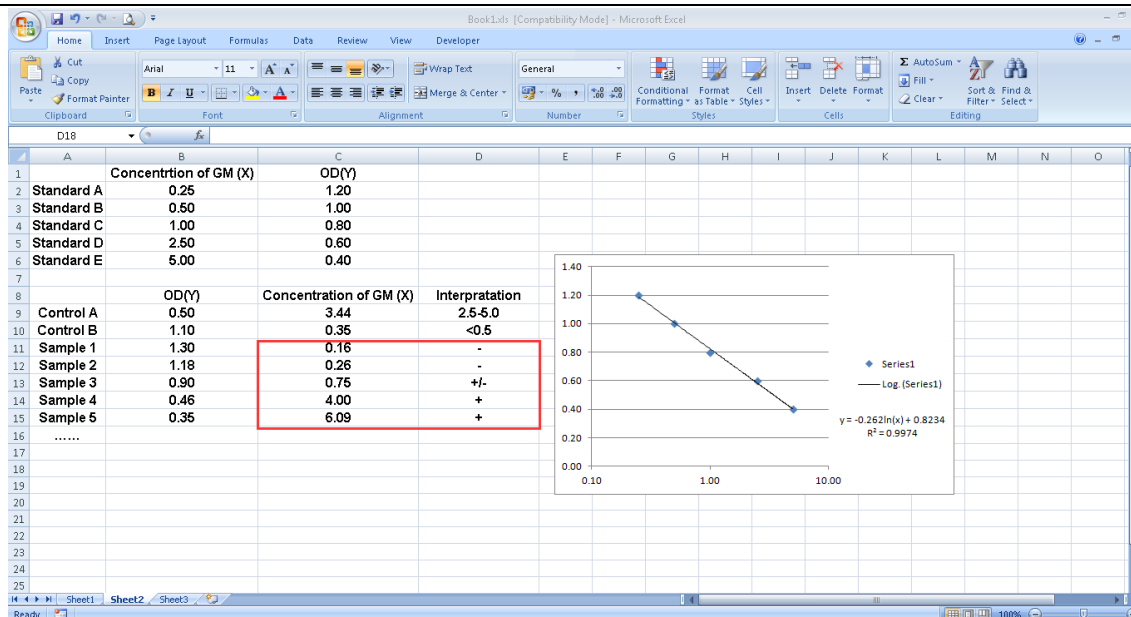 Book1.xls [Compatibility Mode] - Microsoft Excel
Home Insert Page Layout Formulas Data Review View Developer
Paste
Cut
Copy
Format Painter
Clipboard
Arial 11
B I U
Font
Wrap Text
Merge & Center
Alignment
General
% ,
Number
Conditional Formatting
Format as Table
Cell Styles
Styles
Insert Delete Format
Cells
Σ AutoSum
Fill
Clear
Sort & Filter
Find & Select
Editing
D18 fx
A B C D E F G H I J K L M N O
1 Concentrtion of GM (X) OD(Y)
2 Standard A 0.25 1.20
3 Standard B 0.50 1.00
4 Standard C 1.00 0.80
5 Standard D 2.50 0.60
6 Standard E 5.00 0.40
7
8 OD(Y) Concentration of GM (X) Interpratation
9 Control A 0.50 3.44 2.5-5.0
10 Control B 1.10 0.35 <0.5
11 Sample 1 1.30 0.16 -
12 Sample 2 1.18 0.26 -
13 Sample 3 0.90 0.75 +/-
14 Sample 4 0.46 4.00 +
15 Sample 5 0.35 6.09 +
16 ......
17
18
19
20
21
22
23
24
25
1.40
1.20
1.00
0.80
0.60
0.40
0.20
0.00
0.10 1.00 10.00
Series1
Log. (Series1)
y = -0.262ln(x) + 0.8234
R² = 0.9974
Sheet1 Sheet2 Sheet3
Ready 100%